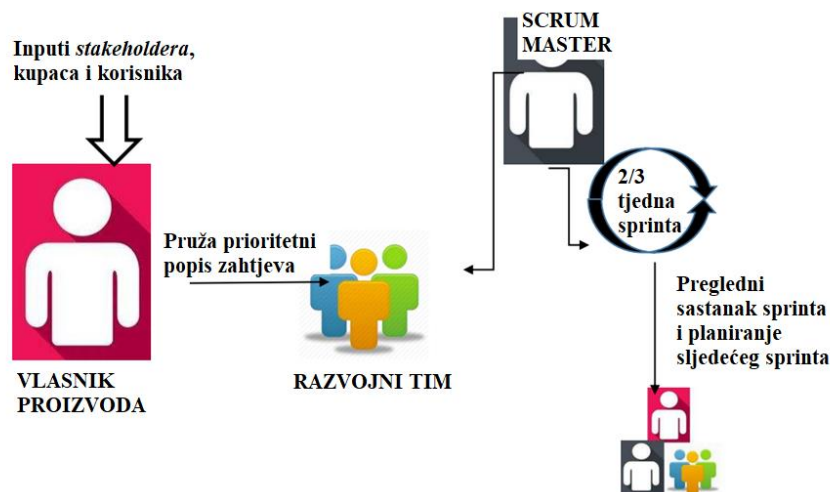 Inputi stakeholdera,
kupaca i korisnika
SCRUM
MASTER
2/3
tjedna
sprinta
Pruža prioritetni
popis zahtjeva
Pregledni
sastanak sprinta
i planiranje
sljedećeg sprinta
VLASNIK
PROIZVODA
RAZVOJNI TIM